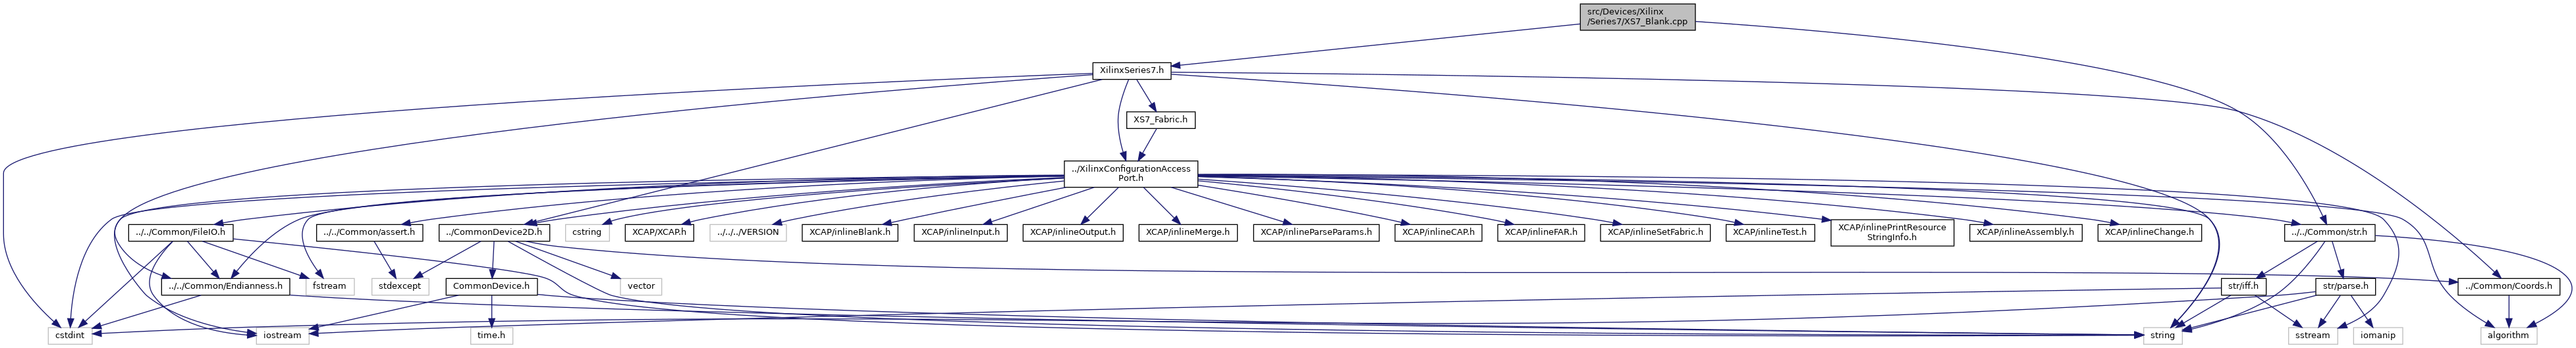 src/Devices/Xilinx
/Series7/XS7_Blank.cpp
XilinxSeries7.h
XS7_Fabric.h
../XilinxConfigurationAccess
Port.h
../../Common/FileIO.h
../../Common/assert.h
../CommonDevice2D.h
cstring
XCAP/XCAP.h
../../../VERSION
XCAP/inlineBlank.h
XCAP/inlineInput.h
XCAP/inlineOutput.h
XCAP/inlineMerge.h
XCAP/inlineParseParams.h
XCAP/inlineCAP.h
XCAP/inlineFAR.h
XCAP/inlineSetFabric.h
XCAP/inlineTest.h
XCAP/inlinePrintResource
StringInfo.h
XCAP/inlineAssembly.h
XCAP/inlineChange.h
../../Common/str.h
../../Common/Endianness.h
fstream
stdexcept
CommonDevice.h
vector
str/iff.h
str/parse.h
../Common/Coords.h
cstdint
iostream
time.h
string
sstream
iomanip
algorithm